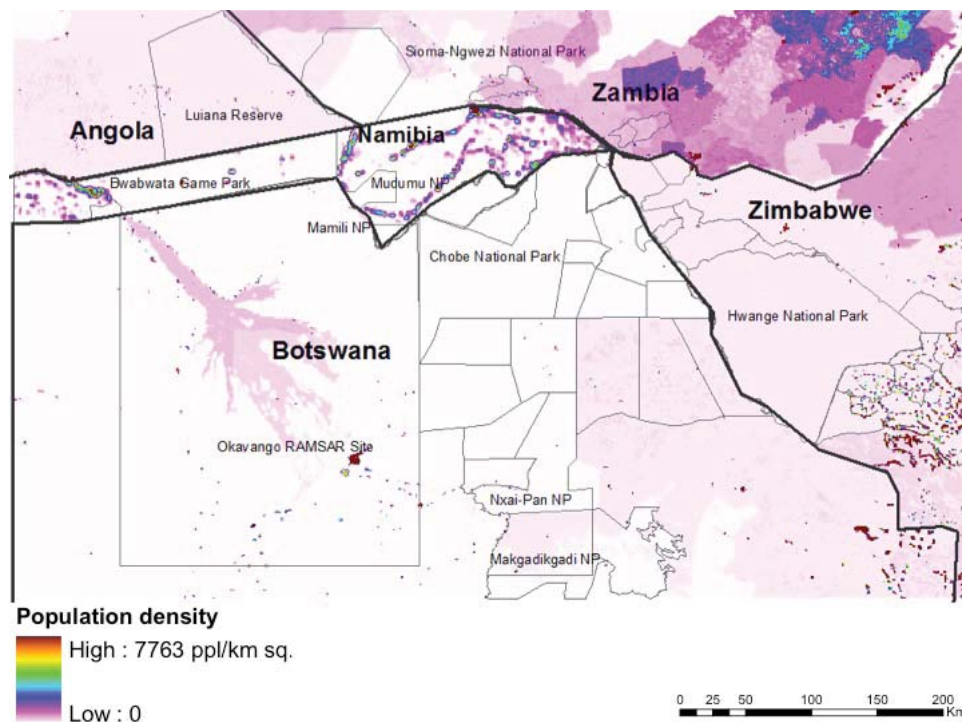 Sioma-Ngwezi National Park
Zambia
Angola
Luiana Reserve
Namibia
Bwabwata Game Park
Mudumu NP
Zimbabwe
Mamili NP
Chobe National Park
Hwange National Park
Botswana
Okavango RAMSAR Site
Nxai-Pan NP
Makgadikgadi NP
Population density
High : 7763 ppl/km sq.
Low : 0
0 25 50 100 150 200
Km